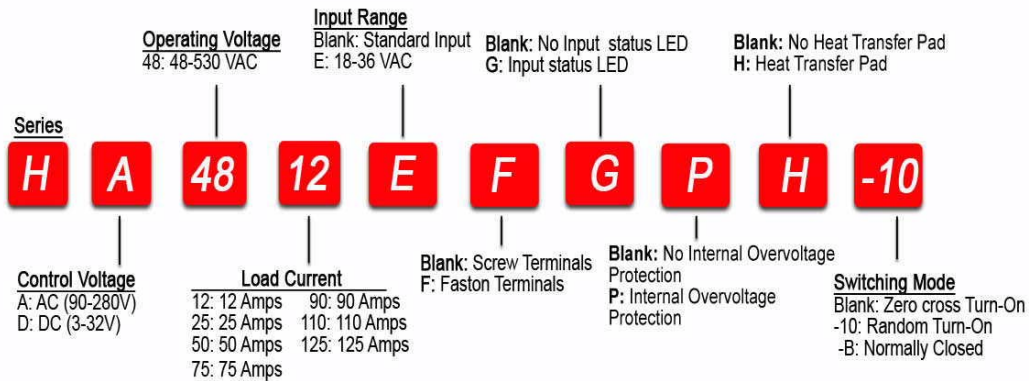 Input Range
Blank: Standard Input
E: 18-36 VAC
Operating Voltage
48: 48-530 VAC
Blank: No Input status LED
G: Input status LED
Blank: No Heat Transfer Pad
H: Heat Transfer Pad
Series
H A 48 12 E F G P H -10
Control Voltage
A: AC (90-280V)
D: DC (3-32V)
Load Current
12: 12 Amps 90: 90 Amps
25: 25 Amps 110: 110 Amps
50: 50 Amps 125: 125 Amps
75: 75 Amps
Blank: Screw Terminals
F: Faston Terminals
Blank: No Internal Overvoltage
Protection
P: Internal Overvoltage
Protection
Switching Mode
Blank: Zero cross Turn-On
-10: Random Turn-On
-B: Normally Closed